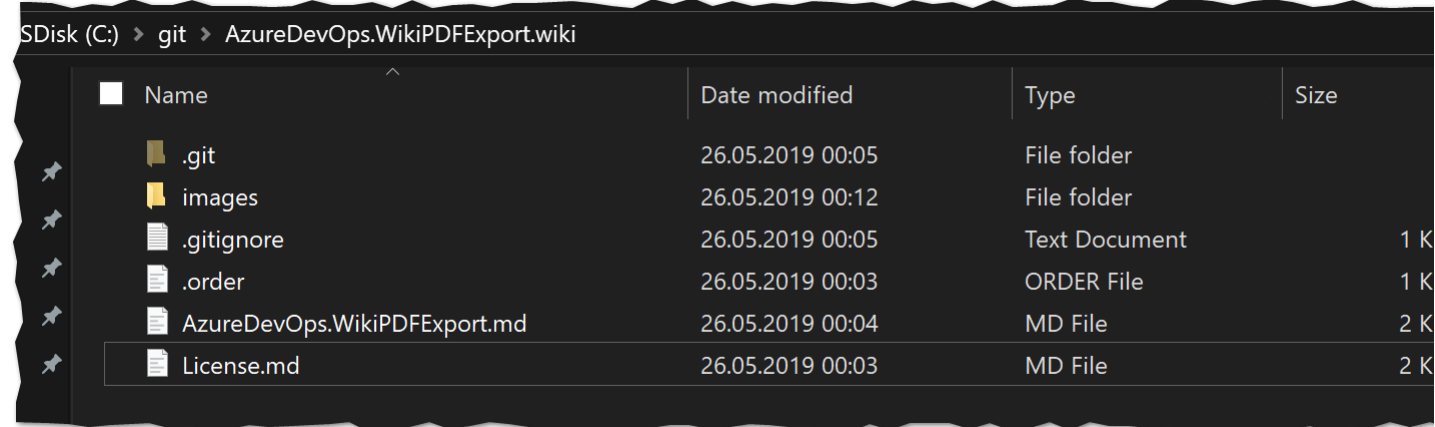 SDisk (C:) > git > AzureDevOps.WikiPDFExport.wiki
Name Date modified Type Size
.git 26.05.2019 00:05 File folder
images 26.05.2019 00:12 File folder
.gitignore 26.05.2019 00:05 Text Document 1 K
.order 26.05.2019 00:03 ORDER File 1 K
AzureDevOps.WikiPDFExport.md 26.05.2019 00:04 MD File 2 K
License.md 26.05.2019 00:03 MD File 2 K